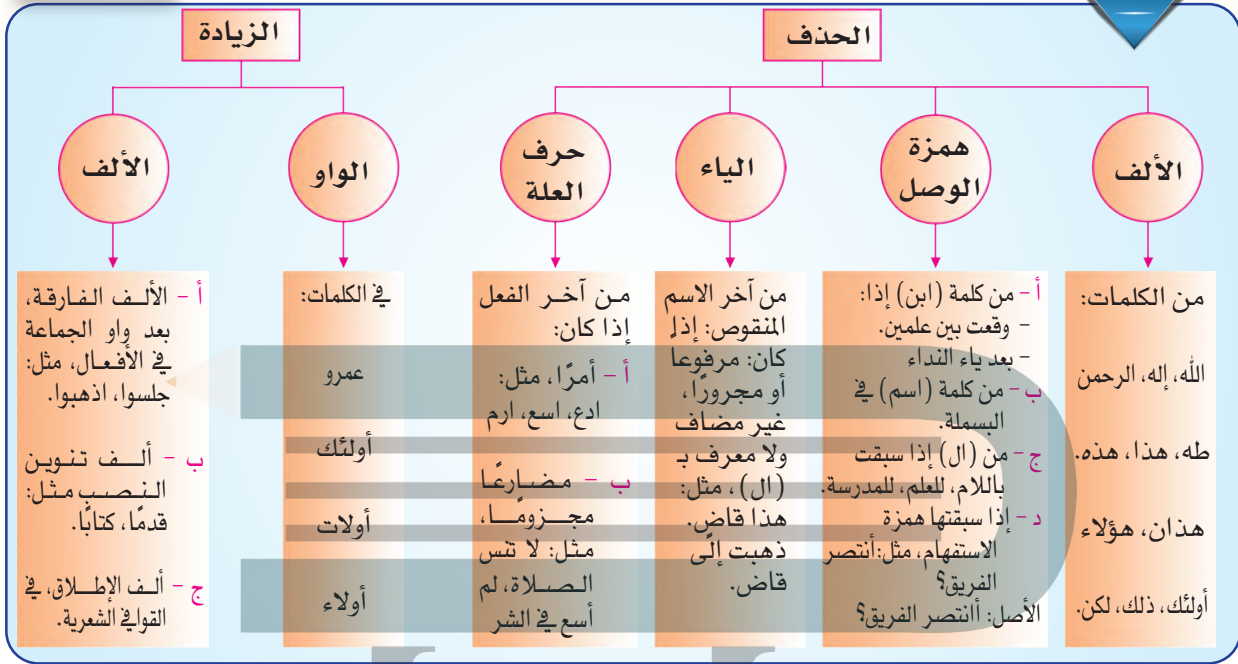 الحذف
الزيادة
الألف
همزة
الوصل
الياء
حرف
العلة
الواو
الألف
من الكلمات:
الله، إله، الرحمن
طه، هذا، هذه.
هذان، هؤلاء
أولئك، ذلك، لكن.
أ - من كلمة (ابن) إذا:
- وقعت بين علمين.
- بعد ياء النداء
ب - من كلمة (اسم) في
البسملة.
ج - من (ال) إذا سبقت
باللام، للعلم، للمدرسة.
د - إذا سبقتها همزة
الاستفهام، مثل: أنتصر
الفريق؟
الأصل: أانتصر الفريق؟
من آخر الاسم
المنقوص: إذا
كان: مرفوعا
أو مجرورًا،
غير مضاف
ولا معرف بـ
(ال)، مثل:
هذا قاضٍ.
ذهبت إلى
قاض.
من آخر الفعل
إذا كان:
أ - أمرًا، مثل:
ادع، اسع، ارم
ب - مضارعًا
مجزومًا،
مثل: لا تنس
الصلاة، لم
أسع في الشر
في الكلمات:
عمرو
أولئك
أولات
أولاء
أ - الألف الفارقة،
بعد واو الجماعة
في الأفعال، مثل:
جلسوا، اذهبوا.
ب - ألف تنوين
النصب مثل:
قدمًا، كتابًا.
ج - ألف الإطلاق، في
القوافي الشعرية.